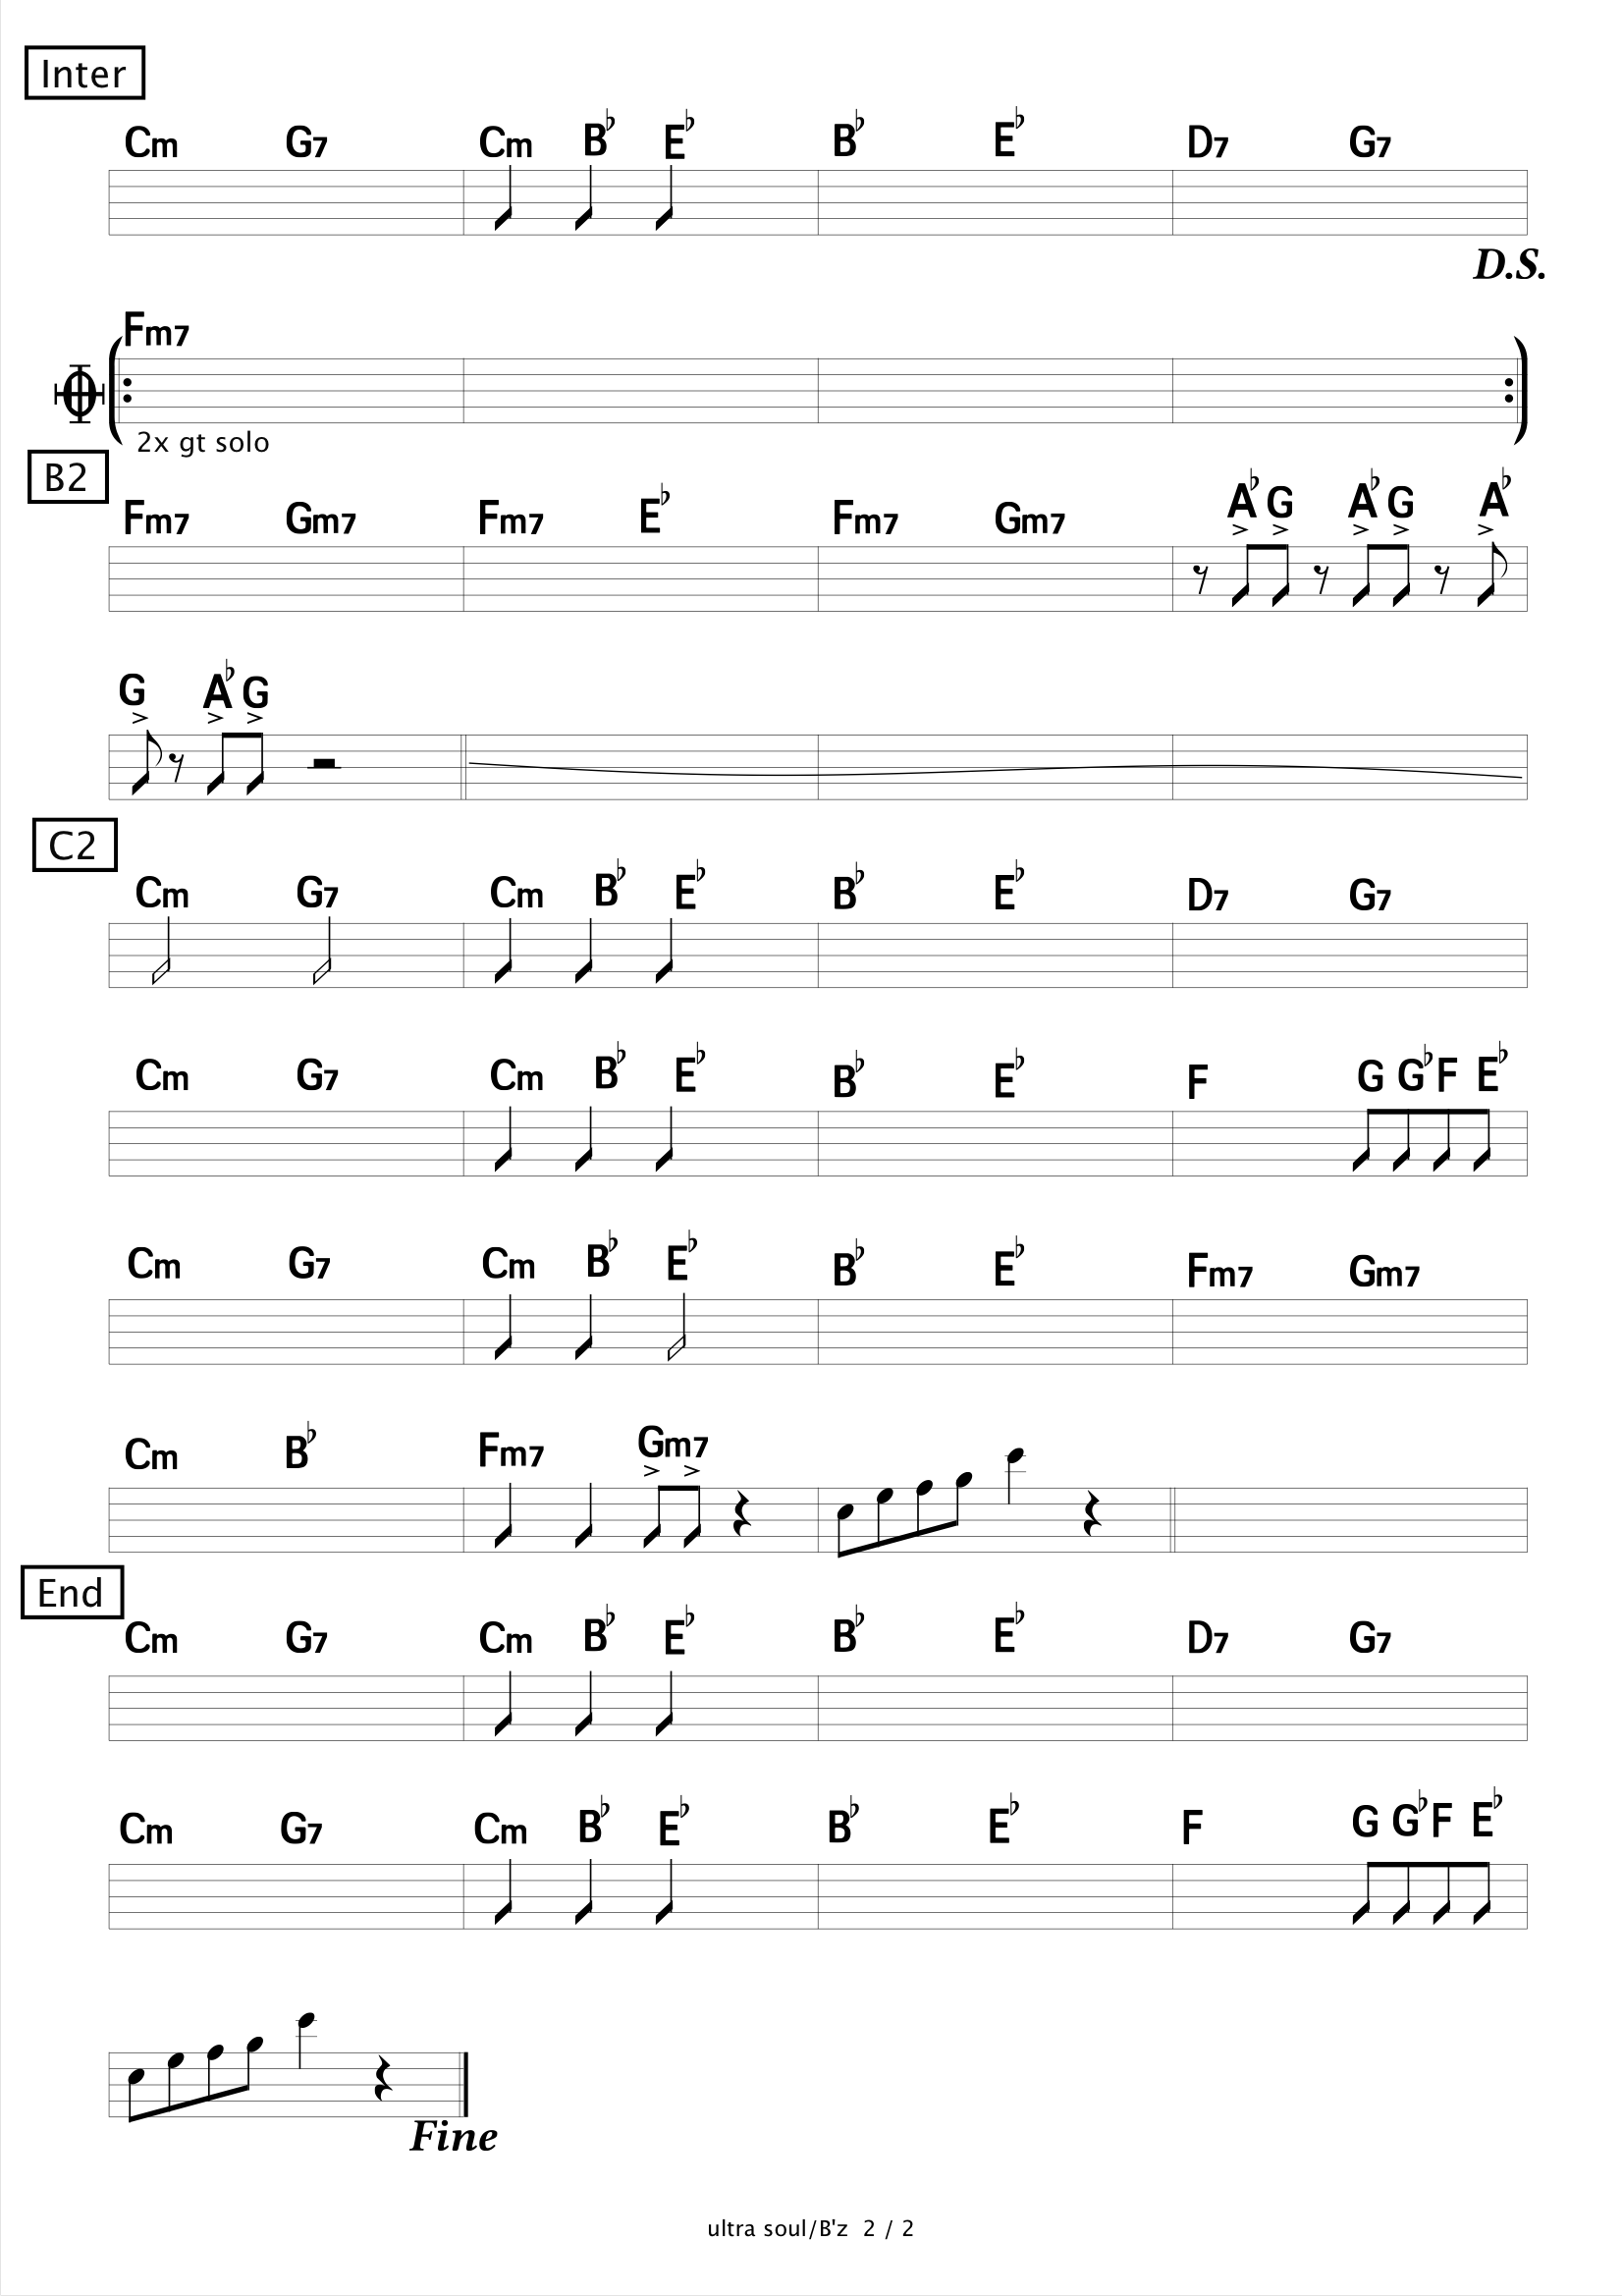 Inter
Cm G7 Cm B♭ E♭ B♭ E♭ D7 G7
D.S.
Fm7
2x gt solo
B2
Fm7 Gm7 Fm7 E♭ Fm7 Gm7 A♭ G A♭ G A♭
G A♭ G
C2
Cm G7 Cm B♭ E♭ B♭ E♭ D7 G7
Cm G7 Cm B♭ E♭ B♭ E♭ F G G♭ F E♭
Cm G7 Cm B♭ E♭ B♭ E♭ Fm7 Gm7
Cm B♭ Fm7 Gm7
End
Cm G7 Cm B♭ E♭ B♭ E♭ D7 G7
Cm G7 Cm B♭ E♭ B♭ E♭ F G G♭ F E♭
Fine
ultra soul/B'z 2 / 2